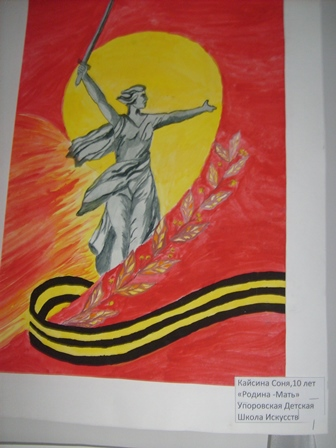 Кайсина Соня,10 лет
«Родина -Мать»
Упоровская Детская
Школа Искусств